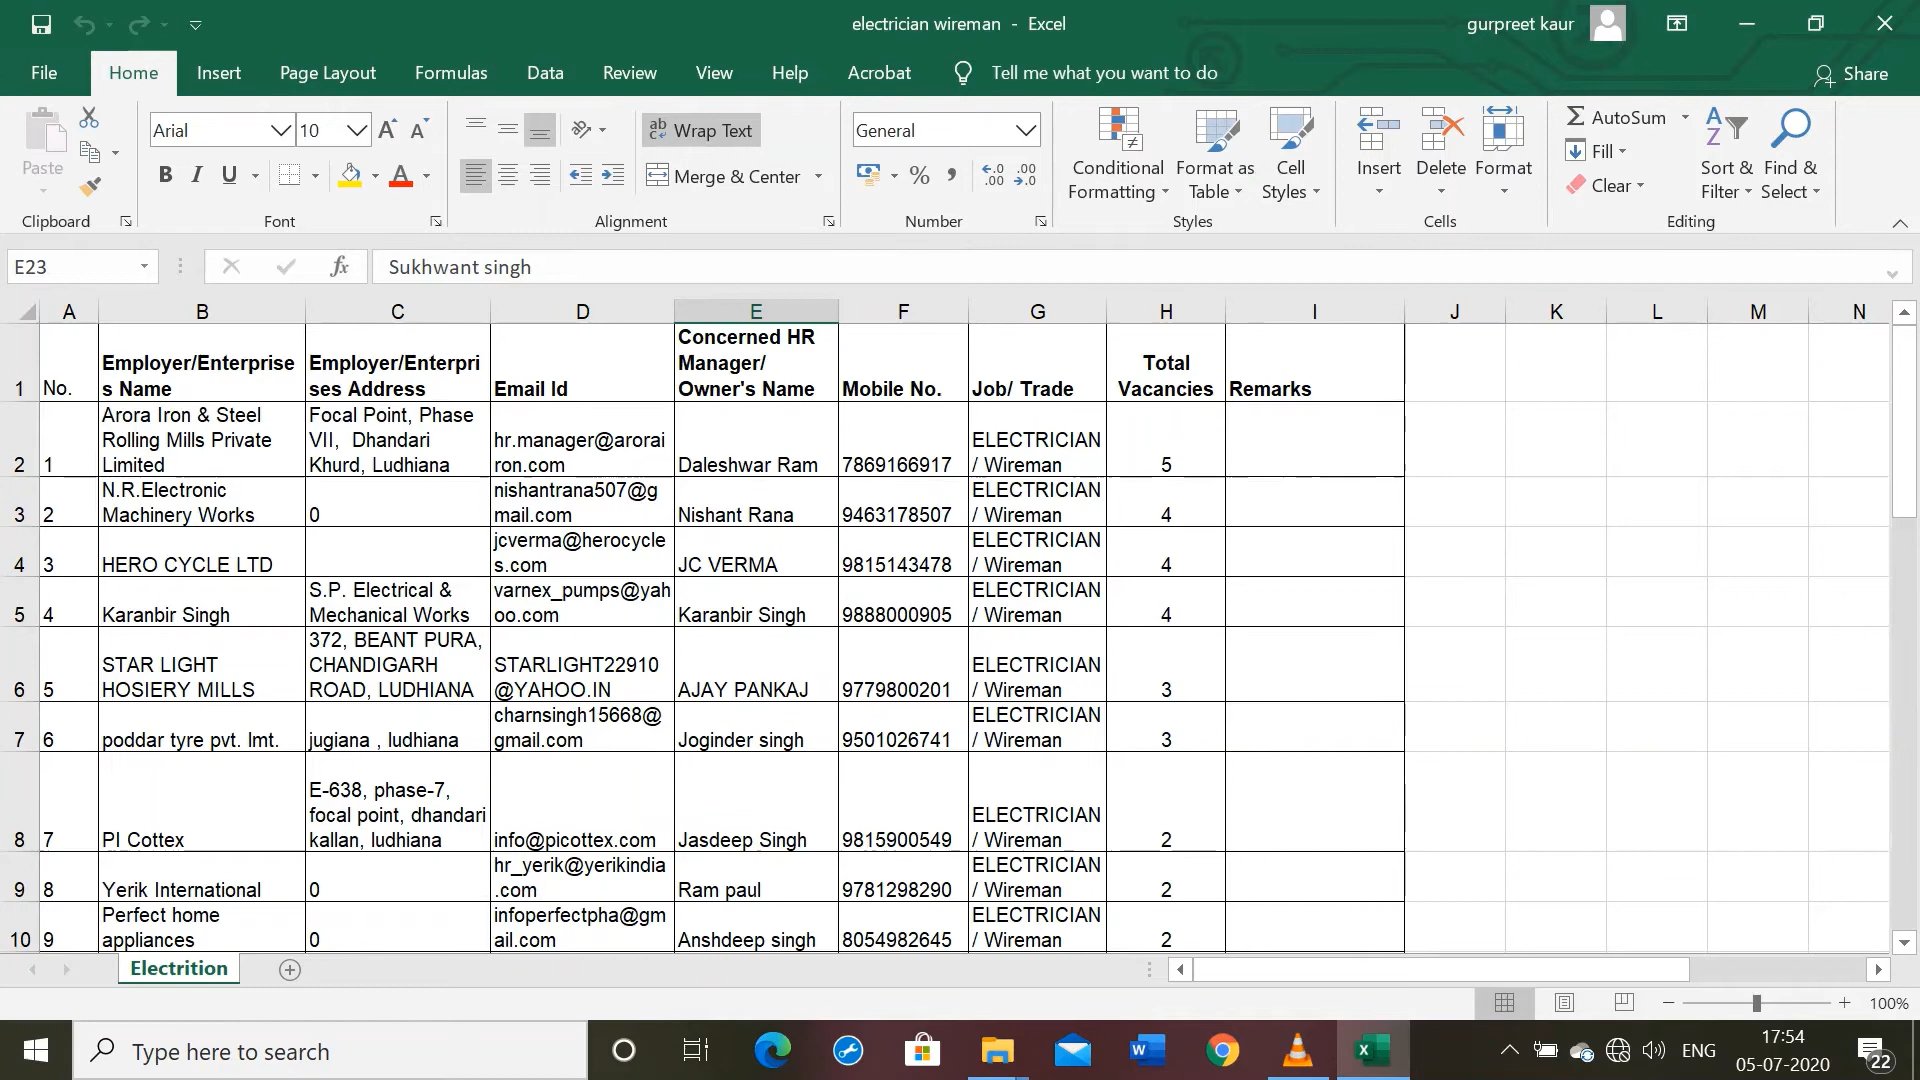 electrician wireman - Excel
gurpreet kaur
File Home Insert Page Layout Formulas Data Review View Help Acrobat Tell me what you want to do Share
Arial 10 Wrap Text General AutoSum
Paste B I U Merge & Center % Fill
Conditional Formatting Format as Table Cell Styles Insert Delete Format Clear Sort & Filter Find & Select
Clipboard Font Alignment Number Styles Cells Editing
E23 fx Sukhwant singh
A B C D E F G H I J K L M N
1 No. Employer/Enterprises Name Employer/Enterprises Address Email Id Concerned HR Manager/ Owner's Name Mobile No. Job/ Trade Total Vacancies Remarks
2 1 Arora Iron & Steel Rolling Mills Private Limited Focal Point, Phase VII, Dhandari Khurd, Ludhiana hr.manager@arorairon.com Daleshwar Ram 7869166917 ELECTRICIAN / Wireman 5
3 2 N.R.Electronic Machinery Works 0 nishantrana507@gmail.com Nishant Rana 9463178507 ELECTRICIAN / Wireman 4
4 3 HERO CYCLE LTD jcverma@herocycles.com JC VERMA 9815143478 ELECTRICIAN / Wireman 4
5 4 Karanbir Singh S.P. Electrical & Mechanical Works varnex_pumps@yahoo.com Karanbir Singh 9888000905 ELECTRICIAN / Wireman 4
6 5 STAR LIGHT HOSIERY MILLS 372, BEANT PURA, CHANDIGARH ROAD, LUDHIANA STARLIGHT22910@YAHOO.IN AJAY PANKAJ 9779800201 ELECTRICIAN / Wireman 3
7 6 poddar tyre pvt. lmt. jugiana , ludhiana charnsingh15668@gmail.com Joginder singh 9501026741 ELECTRICIAN / Wireman 3
8 7 PI Cottex E-638, phase-7, focal point, dhandari kallan, ludhiana info@picottex.com Jasdeep Singh 9815900549 ELECTRICIAN / Wireman 2
9 8 Yerik International 0 hr_yerik@yerikindia.com Ram paul 9781298290 ELECTRICIAN / Wireman 2
10 9 Perfect home appliances 0 infoperfectpha@gmail.com Anshdeep singh 8054982645 ELECTRICIAN / Wireman 2
Electrition
100%
Type here to search
ENG
17:54
05-07-2020
22